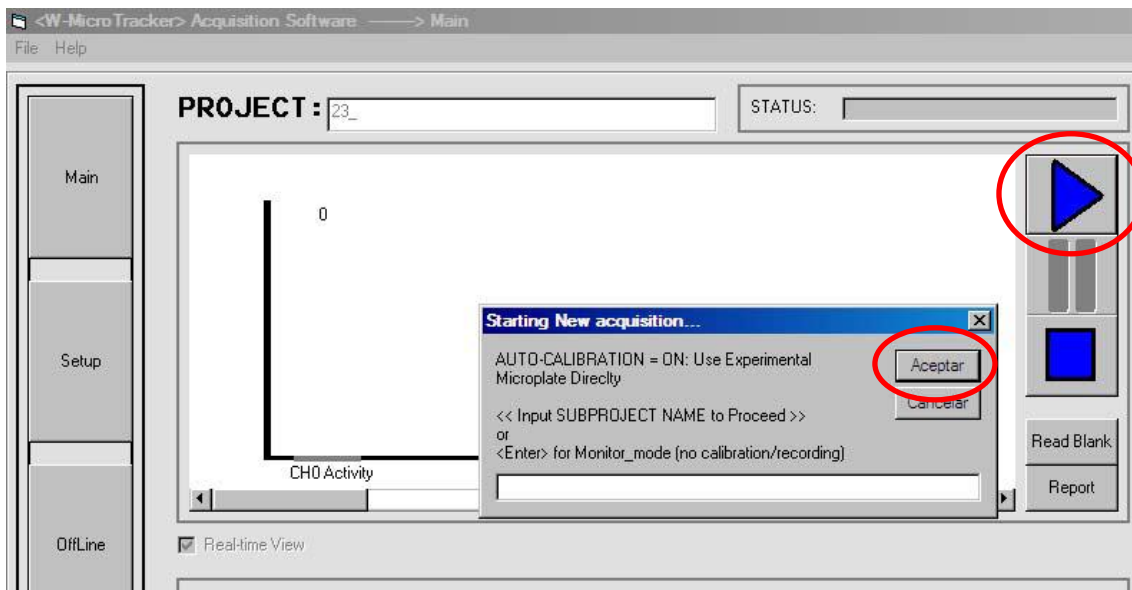 <W-MicroTracker> Acquisition Software ----> Main
File Help
PROJECT: 23_
STATUS:
Main
Setup
OffLine
0
CH0 Activity
Starting New acquisition...
AUTO-CALIBRATION = ON: Use Experimental
Microplate Direclty
<< Input SUBPROJECT NAME to Proceed >>
or
<Enter> for Monitor_mode (no calibration/recording)
Aceptar
Cancelar
Read Blank
Report
Real-time View